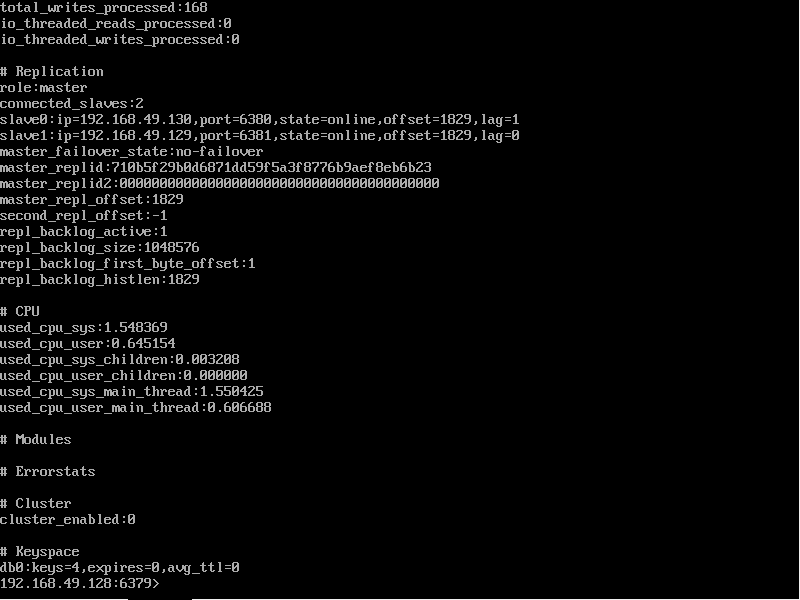 total_writes_processed:168
io_threaded_reads_processed:0
io_threaded_writes_processed:0
# Replication
role:master
connected_slaves:2
slave0:ip=192.168.49.130,port=6380,state=online,offset=1829,lag=1
slave1:ip=192.168.49.129,port=6381,state=online,offset=1829,lag=0
master_failover_state:no-failover
master_replid:710b5f29b0d6871dd59f5a3f8776b9aef8eb6b23
master_replid2:0000000000000000000000000000000000000000
master_repl_offset:1829
second_repl_offset:-1
repl_backlog_active:1
repl_backlog_size:1048576
repl_backlog_first_byte_offset:1
repl_backlog_histlen:1829
# CPU
used_cpu_sys:1.548369
used_cpu_user:0.645154
used_cpu_sys_children:0.003208
used_cpu_user_children:0.000000
used_cpu_sys_main_thread:1.550425
used_cpu_user_main_thread:0.606688
# Modules
# Errorstats
# Cluster
cluster_enabled:0
# Keyspace
db0:keys=4,expires=0,avg_ttl=0
192.168.49.128:6379>